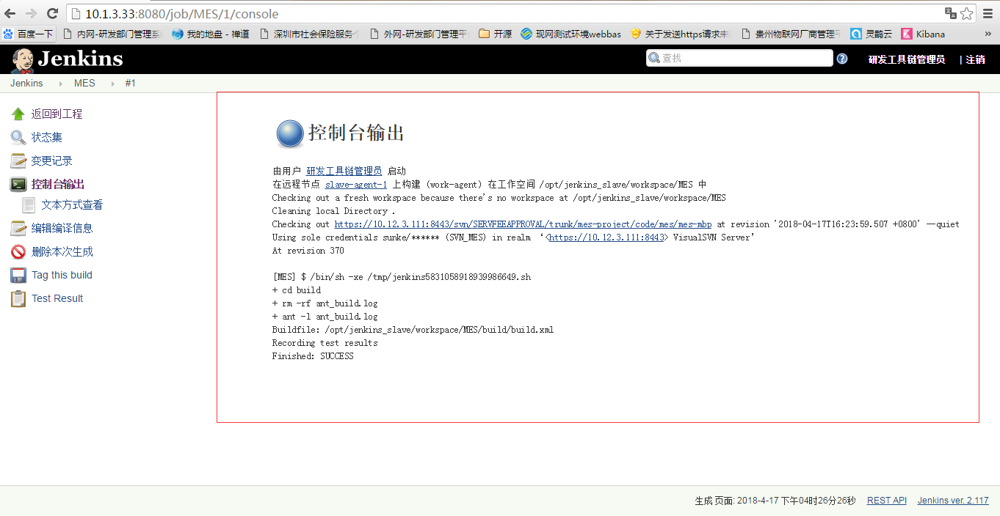 10.1.3.33:8080/job/MES/1/console
百度一下 内网-研发部门管理系 我的地盘 - 禅道 深圳市社会保险服务个 外网-研发部门管理平 开源 现网测试环境webbas 关于发送https请求未 贵州物联网厂商管理平 灵鹊云 Kibana »
Jenkins 查找 研发工具链管理员 | 注销
Jenkins MES #1
返回到工程
状态集
变更记录
控制台输出
文本方式查看
编辑编译信息
删除本次生成
Tag this build
Test Result
控制台输出
由用户 研发工具链管理员 启动
在远程节点 slave-agent-1 上构建 (work-agent) 在工作空间 /opt/jenkins_slave/workspace/MES 中
Checking out a fresh workspace because there's no workspace at /opt/jenkins_slave/workspace/MES
Cleaning local Directory .
Checking out https://10.12.3.111:8443/svn/SERVFEEAPPROVAL/trunk/mes-project/code/mes/mes-mbp at revision '2018-04-17T16:23:59.507 +0800' --quiet
Using sole credentials sunke/****** (SVN_MES) in realm ‘<https://10.12.3.111:8443> VisualSVN Server’
At revision 370
[MES] $ /bin/sh -xe /tmp/jenkins5831058918939986649.sh
+ cd build
+ rm -rf ant_build.log
+ ant -l ant_build.log
Buildfile: /opt/jenkins_slave/workspace/MES/build/build.xml
Recording test results
Finished: SUCCESS
生成页面: 2018-4-17 下午04时26分26秒 REST API Jenkins ver. 2.117